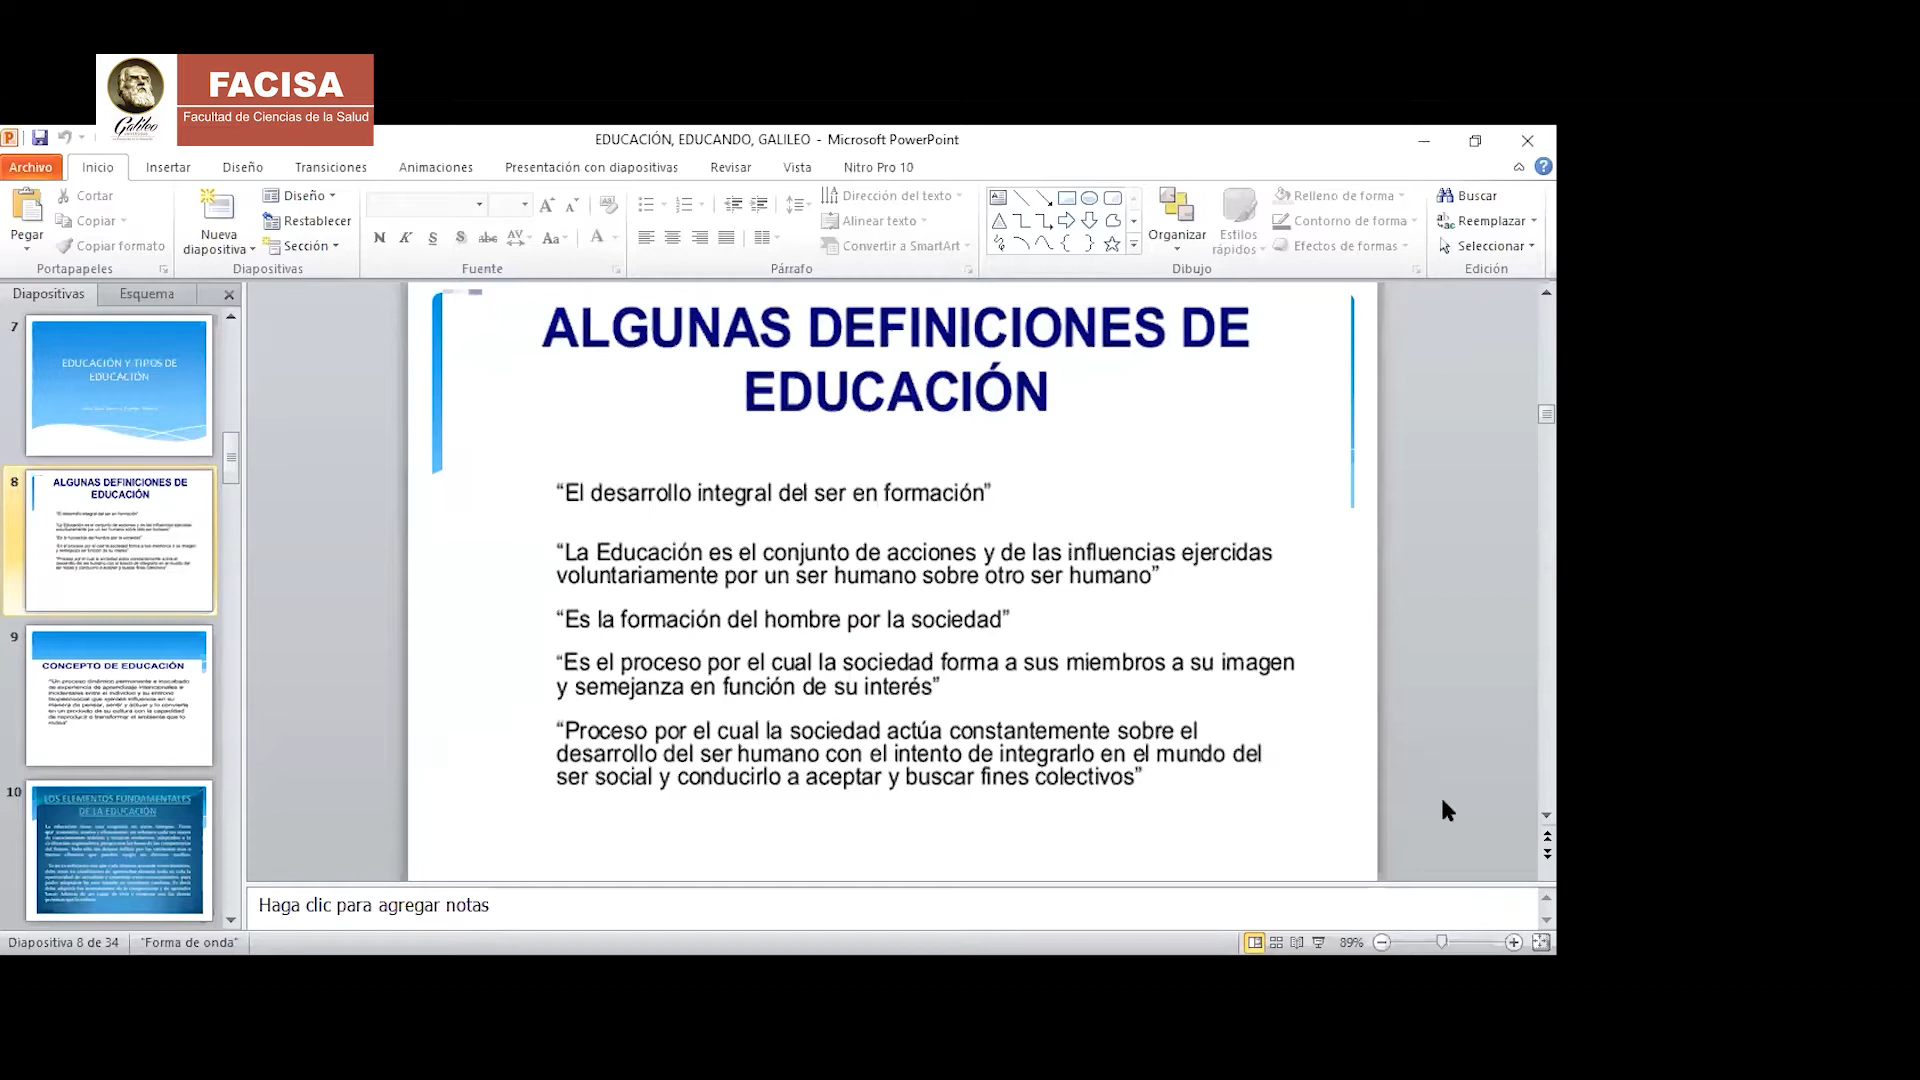 FACISA
Facultad de Ciencias de la Salud
Galileo
EDUCACIÓN, EDUCANDO, GALILEO - Microsoft PowerPoint
Archivo
Inicio
Insertar
Diseño
Transiciones
Animaciones
Presentación con diapositivas
Revisar
Vista
Nitro Pro 10
Pegar
Cortar
Copiar
Copiar formato
Portapapeles
Nueva diapositiva
Diseño
Restablecer
Sección
Diapositivas
N K S S abc AV Aa A
Fuente
Dirección del texto
Alinear texto
Convertir a SmartArt
Párrafo
Organizar
Estilos rápidos
Relleno de forma
Contorno de forma
Efectos de formas
Dibujo
Buscar
Reemplazar
Seleccionar
Edición
Diapositivas
Esquema
7
EDUCACIÓN Y TIPOS DE
EDUCACIÓN
8
ALGUNAS DEFINICIONES DE
EDUCACIÓN
9
CONCEPTO DE EDUCACIÓN
10
LOS ELEMENTOS FUNDAMENTALES
DE LA EDUCACIÓN
ALGUNAS DEFINICIONES DE
EDUCACIÓN
“El desarrollo integral del ser en formación”
“La Educación es el conjunto de acciones y de las influencias ejercidas
voluntariamente por un ser humano sobre otro ser humano”
“Es la formación del hombre por la sociedad”
“Es el proceso por el cual la sociedad forma a sus miembros a su imagen
y semejanza en función de su interés”
“Proceso por el cual la sociedad actúa constantemente sobre el
desarrollo del ser humano con el intento de integrarlo en el mundo del
ser social y conducirlo a aceptar y buscar fines colectivos”
Haga clic para agregar notas
Diapositiva 8 de 34
"Forma de onda"
89%